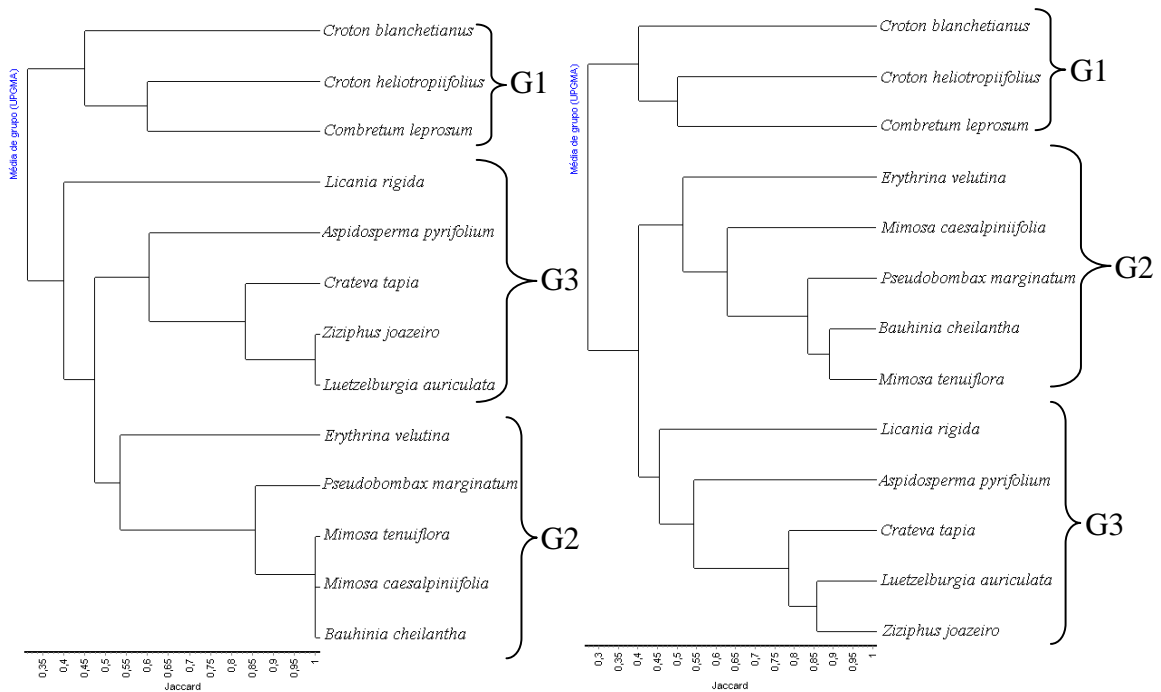 Média de grupo (UPGMA)
Croton blanchetianus
Croton heliotropiifolius
Combretum leprosum
G1
Licania rigida
Aspidosperma pyrifolium
Crateva tapia
Ziziphus joazeiro
Luetzelburgia auriculata
G3
Erythrina velutina
Pseudobombax marginatum
Mimosa tenuiflora
Mimosa caesalpiniifolia
Bauhinia cheilantha
G2
0,35 0,4 0,45 0,5 0,55 0,6 0,65 0,7 0,75 0,8 0,85 0,9 0,95 1
Jaccard
Média de grupo (UPGMA)
Croton blanchetianus
Croton heliotropiifolius
Combretum leprosum
G1
Erythrina velutina
Mimosa caesalpiniifolia
Pseudobombax marginatum
Bauhinia cheilantha
Mimosa tenuiflora
G2
Licania rigida
Aspidosperma pyrifolium
Crateva tapia
Luetzelburgia auriculata
Ziziphus joazeiro
G3
0,3 0,35 0,4 0,45 0,5 0,55 0,6 0,65 0,7 0,75 0,8 0,85 0,9 0,95 1
Jaccard